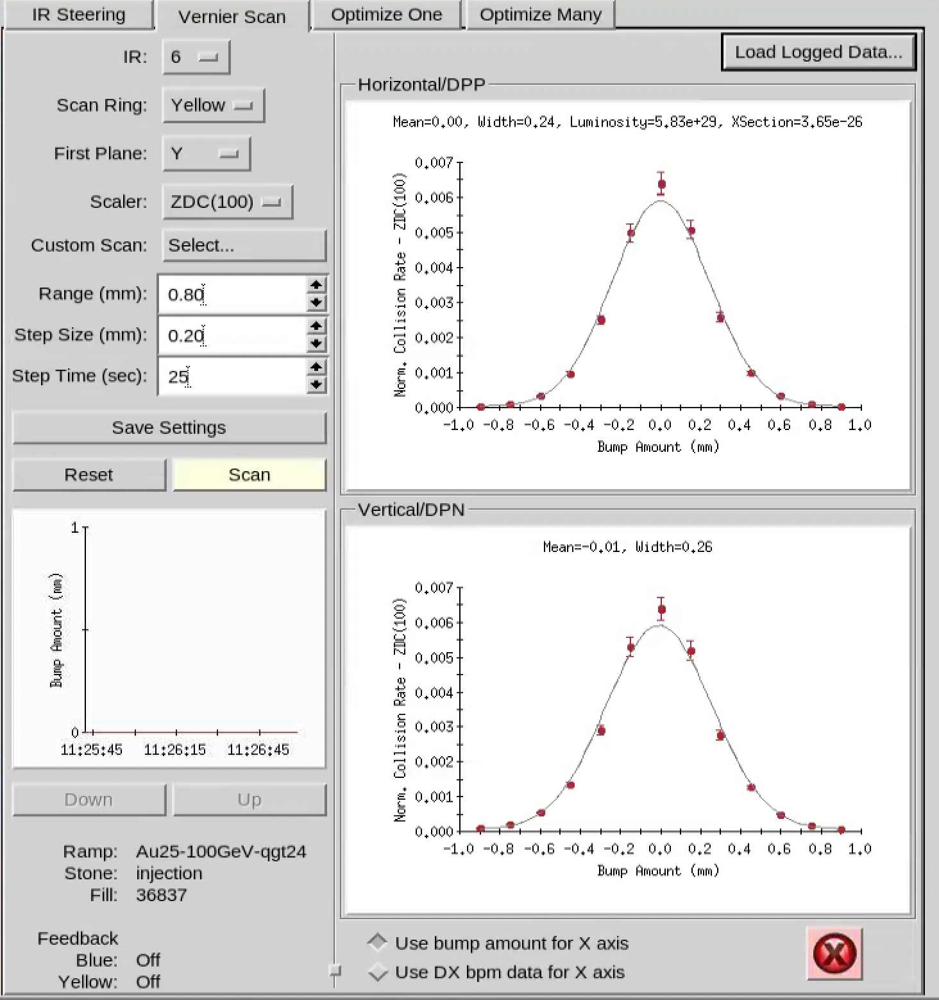 IR Steering Vernier Scan Optimize One Optimize Many
IR: 6
Scan Ring: Yellow
First Plane: Y
Scaler: ZDC(100)
Custom Scan: Select...
Range (mm): 0.80
Step Size (mm): 0.20
Step Time (sec): 25
Save Settings
Reset Scan
1
Bump Amount (mm)
0
11:25:45 11:26:15 11:26:45
Down Up
Ramp: Au25-100GeV-qgt24
Stone: injection
Fill: 36837
Feedback
Blue: Off
Yellow: Off
Load Logged Data...
Horizontal/DPP
Mean=0.00, Width=0.24, Luminosity=5.83e+29, XSection=3.65e-26
Norm. Collision Rate - ZDC(100)
0.007
0.006
0.005
0.004
0.003
0.002
0.001
0.000
-1.0 -0.8 -0.6 -0.4 -0.2 0.0 0.2 0.4 0.6 0.8 1.0
Bump Amount (mm)
Vertical/DPN
Mean=-0.01, Width=0.26
Norm. Collision Rate - ZDC(100)
0.007
0.006
0.005
0.004
0.003
0.002
0.001
0.000
-1.0 -0.8 -0.6 -0.4 -0.2 0.0 0.2 0.4 0.6 0.8 1.0
Bump Amount (mm)
Use bump amount for X axis
Use DX bpm data for X axis
X